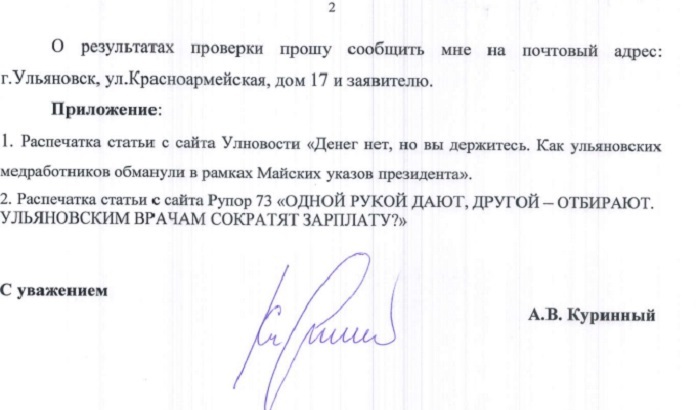 2
О результатах проверки прошу сообщить мне на почтовый адрес:
г.Ульяновск, ул.Красноармейская, дом 17 и заявителю.
Приложение:
1. Распечатка статьи с сайта Улновости «Денег нет, но вы держитесь. Как ульяновских
медработников обманули в рамках Майских указов президента».
2. Распечатка статьи с сайта Рупор 73 «ОДНОЙ РУКОЙ ДАЮТ, ДРУГОЙ – ОТБИРАЮТ.
УЛЬЯНОВСКИМ ВРАЧАМ СОКРАТЯТ ЗАРПЛАТУ?»
С уважением
А.В. Куринный